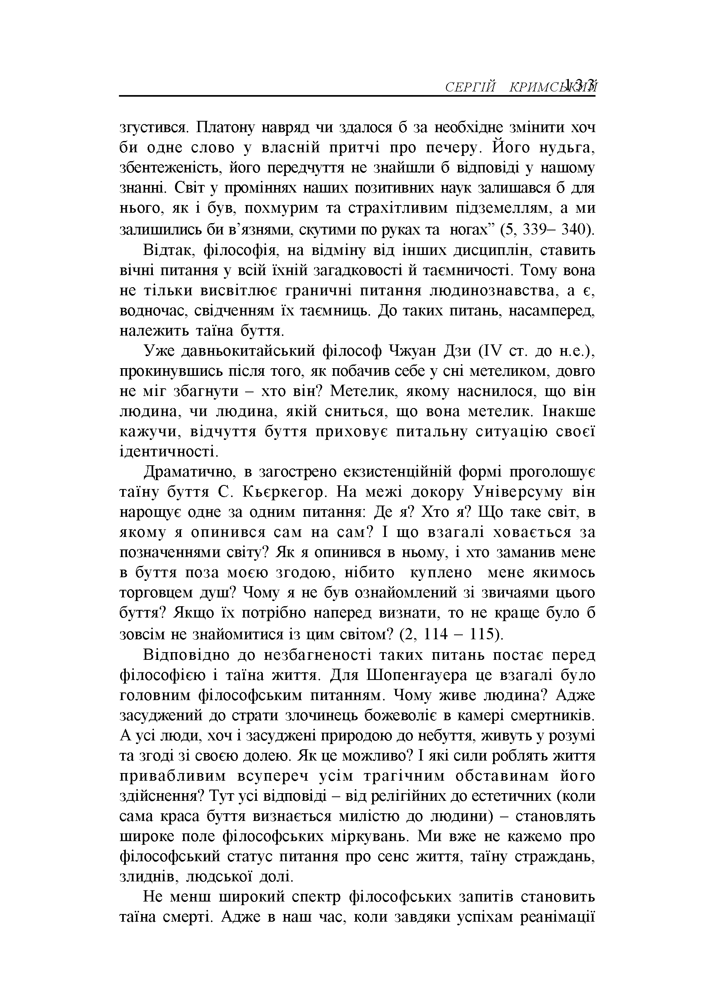 СЕРГІЙ КРИМСЬКИЙ 133
згустився. Платону навряд чи здалося б за необхідне змінити хоч
би одне слово у власній притчі про печеру. Його нудьга,
збентеженість, його передчуття не знайшли б відповіді у нашому
знанні. Світ у проміннях наших позитивних наук залишався б для
нього, як і був, похмурим та страхітливим підземеллям, а ми
залишились би в’язнями, скутими по руках та ногах” (5, 339– 340).
Відтак, філософія, на відміну від інших дисциплін, ставить
вічні питання у всій їхній загадковості й таємничості. Тому вона
не тільки висвітлює граничні питання людинознавства, а є,
водночас, свідченням їх таємниць. До таких питань, насамперед,
належить таїна буття.
Уже давньокитайський філософ Чжуан Дзи (IV ст. до н.е.),
прокинувшись після того, як побачив себе у сні метеликом, довго
не міг збагнути – хто він? Метелик, якому наснилося, що він
людина, чи людина, якій сниться, що вона метелик. Інакше
кажучи, відчуття буття приховує питальну ситуацію своєї
ідентичності.
Драматично, в загострено екзистенційній формі проголошує
таїну буття С. Кьєркегор. На межі докору Універсуму він
нарощує одне за одним питання: Де я? Хто я? Що таке світ, в
якому я опинився сам на сам? І що взагалі ховається за
позначеннями світу? Як я опинився в ньому, і хто заманив мене
в буття поза моєю згодою, нібито куплено мене якимось
торговцем душ? Чому я не був ознайомлений зі звичаями цього
буття? Якщо їх потрібно наперед визнати, то не краще було б
зовсім не знайомитися із цим світом? (2, 114 – 115).
Відповідно до незбагненості таких питань постає перед
філософією і таїна життя. Для Шопенгауера це взагалі було
головним філософським питанням. Чому живе людина? Адже
засуджений до страти злочинець божеволіє в камері смертників.
А усі люди, хоч і засуджені природою до небуття, живуть у розумі
та згоді зі своєю долею. Як це можливо? І які сили роблять життя
привабливим всупереч усім трагічним обставинам його
здійснення? Тут усі відповіді – від релігійних до естетичних (коли
сама краса буття визнається милістю до людини) – становлять
широке поле філософських міркувань. Ми вже не кажемо про
філософський статус питання про сенс життя, таїну страждань,
злиднів, людської долі.
Не менш широкий спектр філософських запитів становить
таїна смерті. Адже в наш час, коли завдяки успіхам реанімації